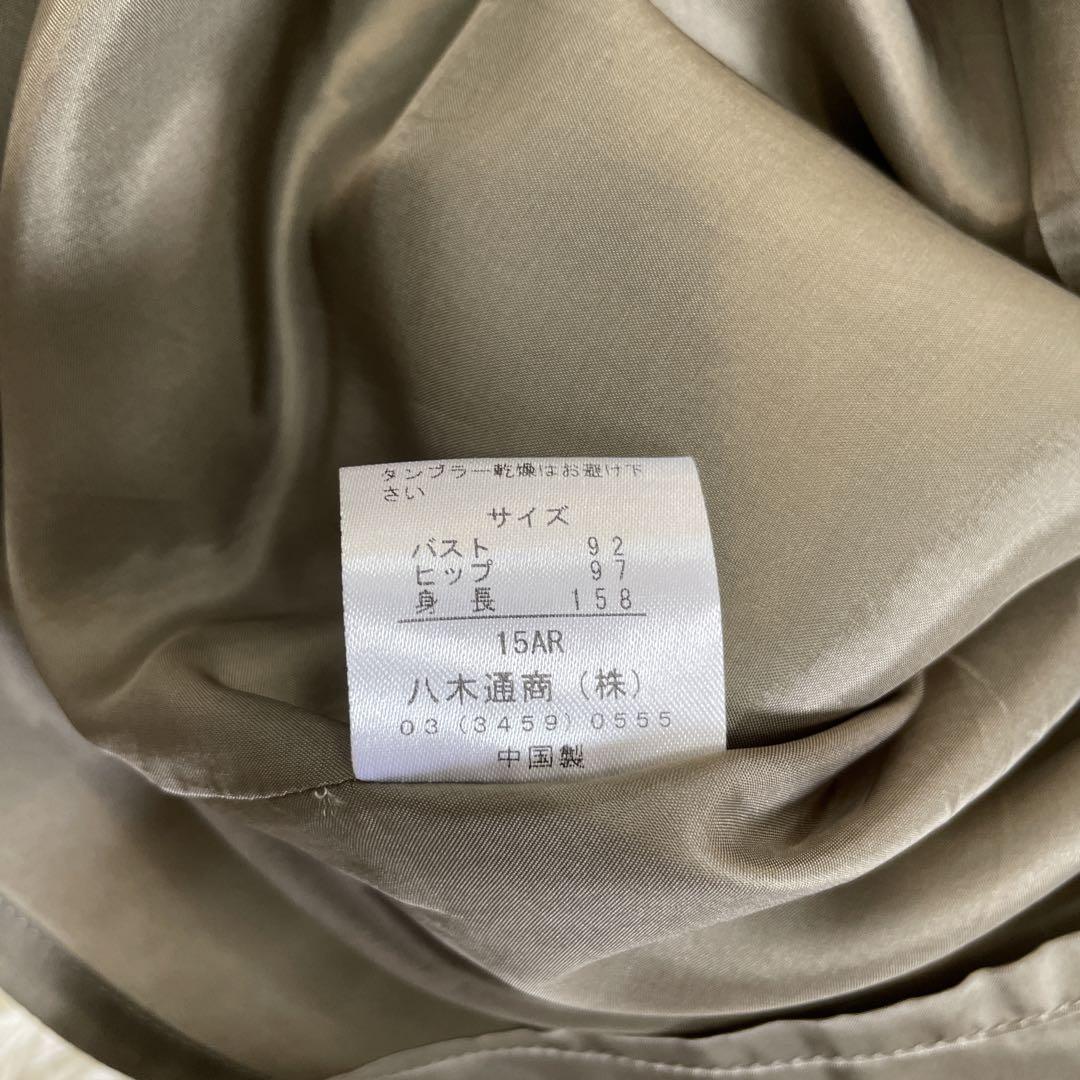 タンブラー乾燥はお避け下
さい
サイズ
バスト 92
ヒップ 97
身長 158
15AR
八木通商(株)
03(3459)0555
中国製